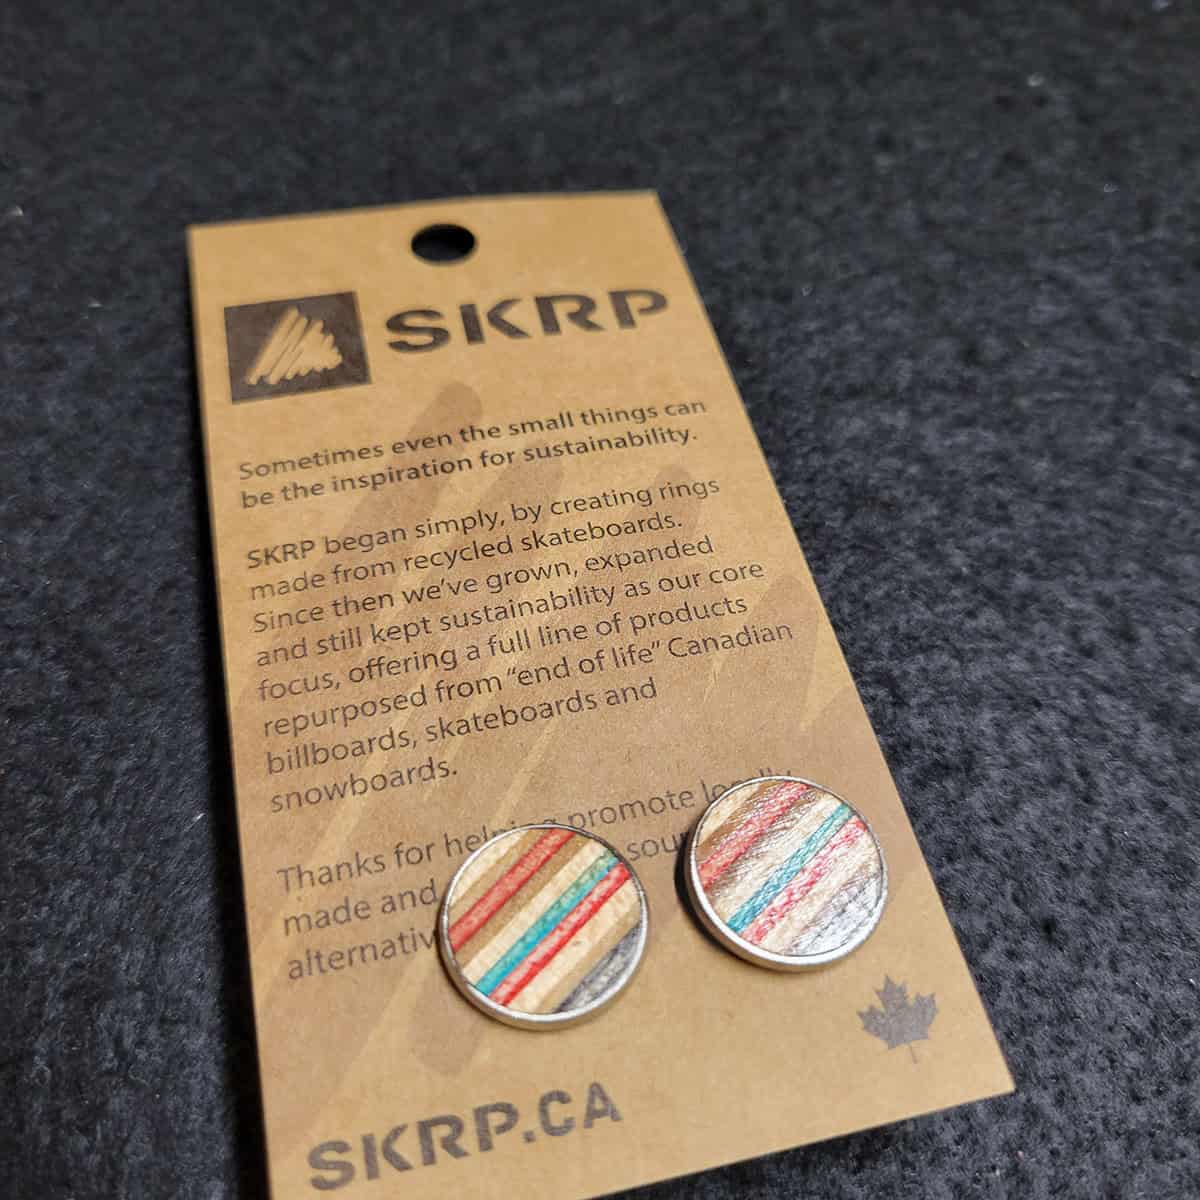 SKRP
Sometimes even the small things can
be the inspiration for sustainability.
SKRP began simply, by creating rings
made from recycled skateboards.
Since then we've grown, expanded
and still kept sustainability as our core
focus, offering a full line of products
repurposed from "end of life" Canadian
billboards, skateboards and
snowboards.
Thanks for promote
made and
SKRP.CA